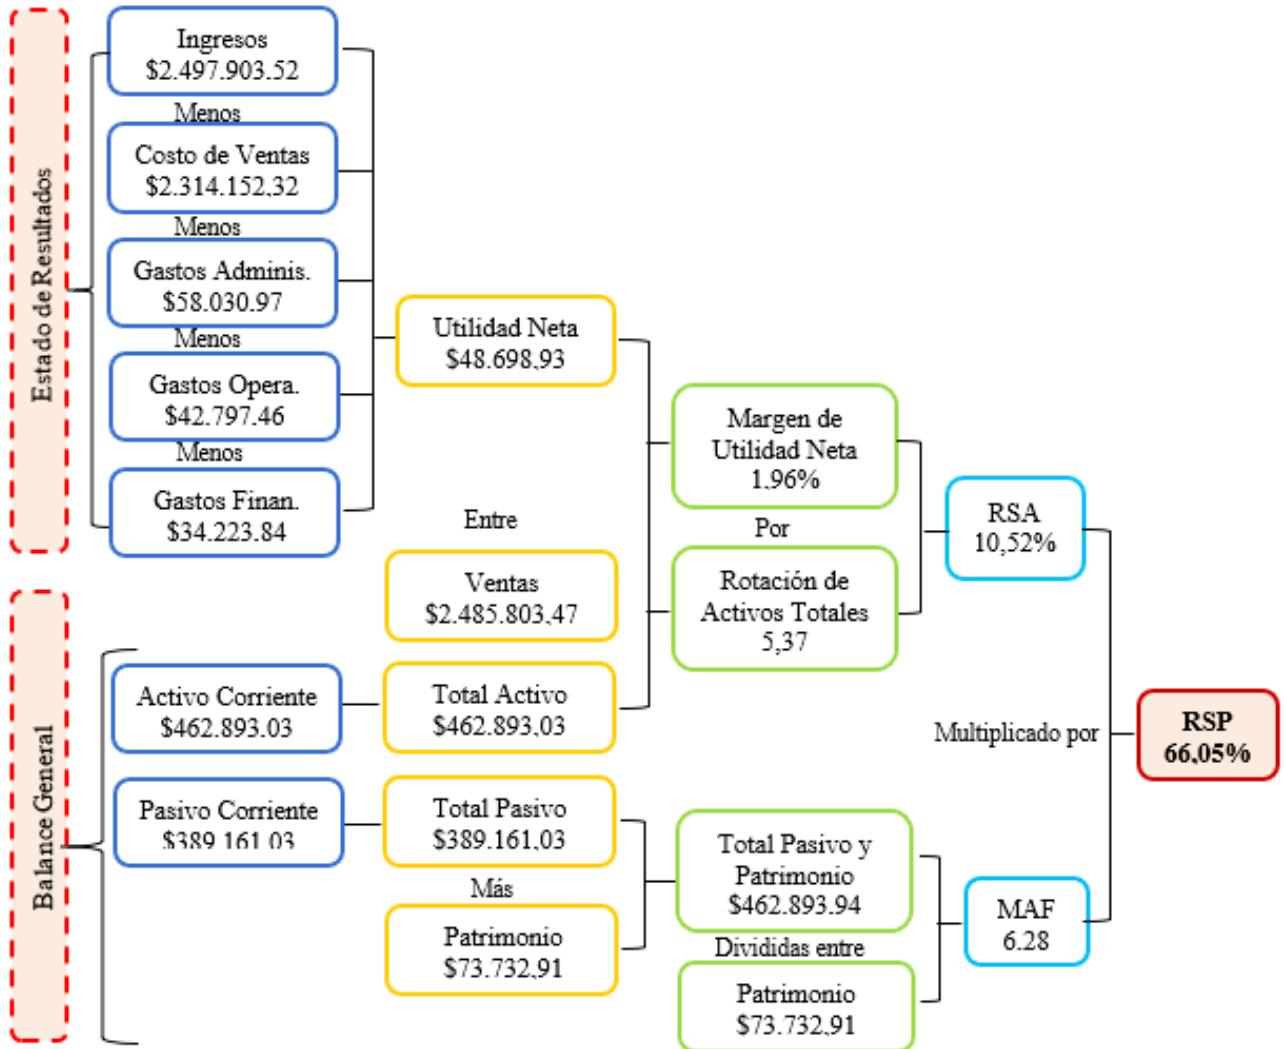 Estado de Resultados
Ingresos
$2.497.903.52
Menos
Costo de Ventas
$2.314.152,32
Menos
Gastos Adminis.
$58.030.97
Menos
Gastos Opera.
$42.797.46
Menos
Gastos Finan.
$34.223.84
Utilidad Neta
$48.698,93
Entre
Ventas
$2.485.803,47
Margen de
Utilidad Neta
1,96%
Por
Rotación de
Activos Totales
5,37
RSA
10,52%
Balance General
Activo Corriente
$462.893.03
Total Activo
$462.893.03
Pasivo Corriente
$389.161.03
Total Pasivo
$389.161,03
Más
Patrimonio
$73.732,91
Total Pasivo y
Patrimonio
$462.893.94
Divididas entre
Patrimonio
$73.732,91
MAF
6.28
Multiplicado por
RSP
66,05%